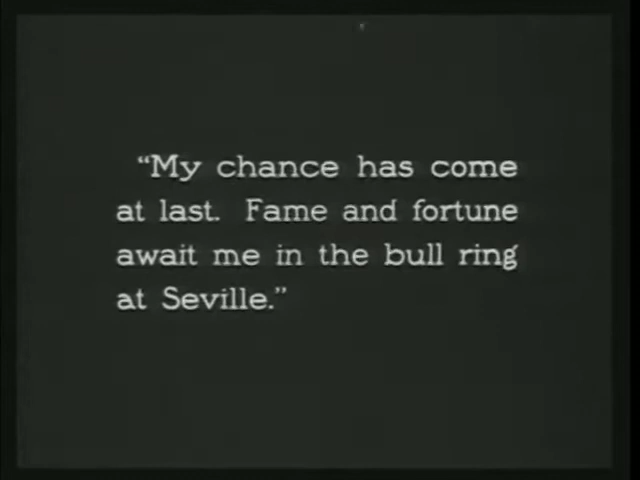 “My chance has come
at last. Fame and fortune
await me in the bull ring
at Seville.”